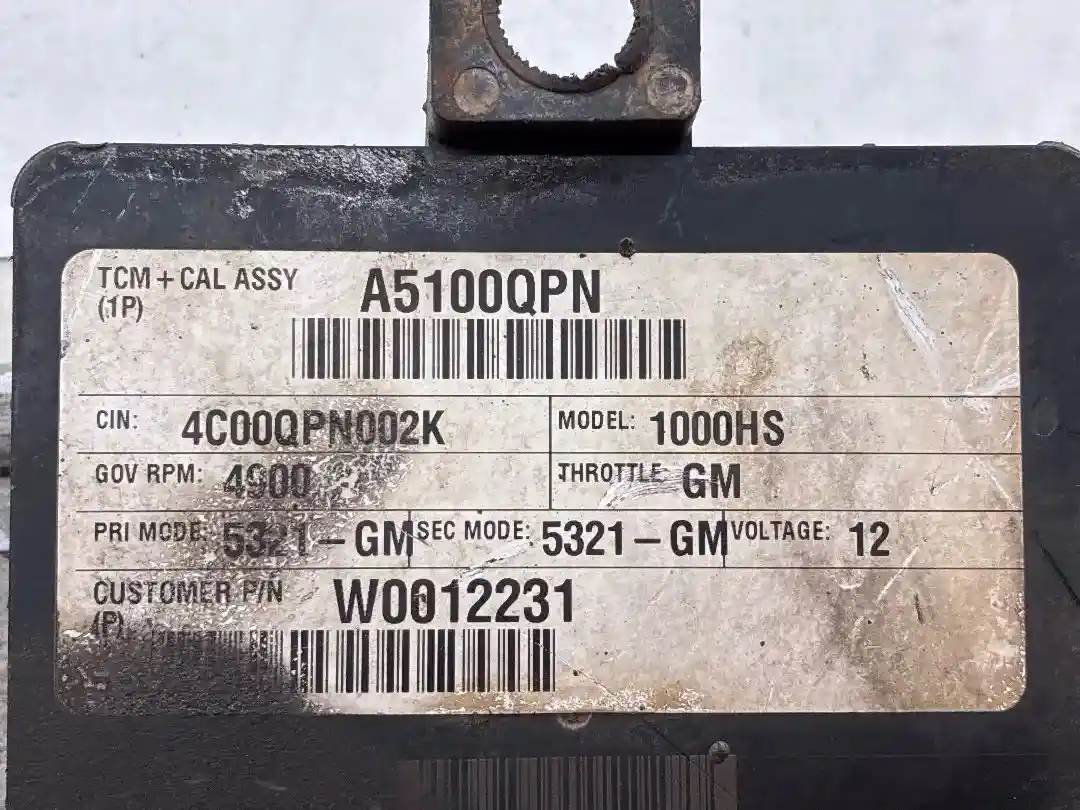 TCM + CAL ASSY A5100QPN
(1P)
CIN: 4C00QPN002K MODEL: 1000HS
GOV RPM: 4900 THROTTLE GM
PRI MODE: 5321-GM SEC MODE: 5321-GM VOLTAGE: 12
CUSTOMER P/N W0012231
(P)